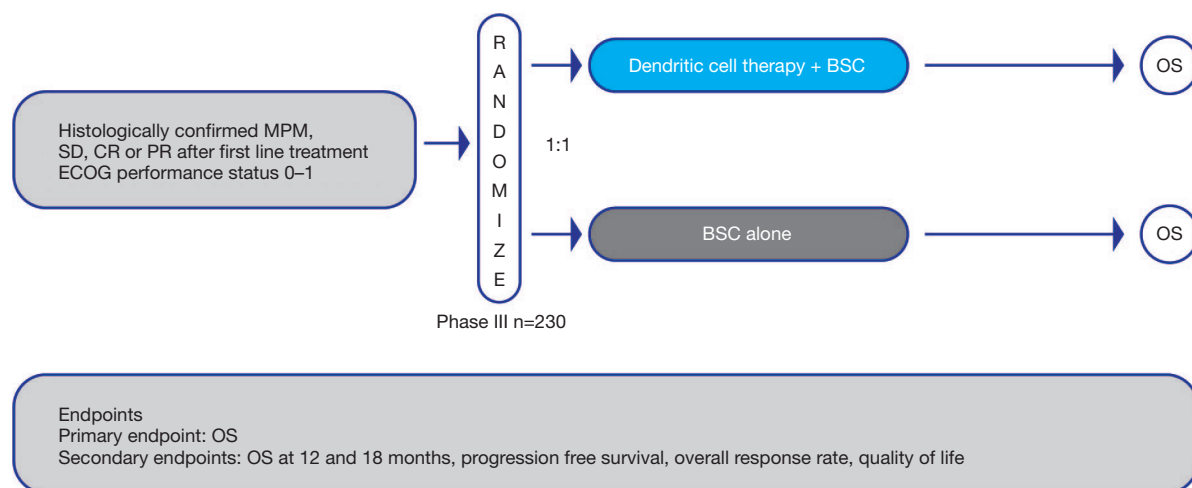 Histologically confirmed MPM,
SD, CR or PR after first line treatment
ECOG performance status 0–1
R
A
N
D
O
M
I
Z
E
Phase III n=230
1:1
Dendritic cell therapy + BSC
OS
BSC alone
OS
Endpoints
Primary endpoint: OS
Secondary endpoints: OS at 12 and 18 months, progression free survival, overall response rate, quality of life